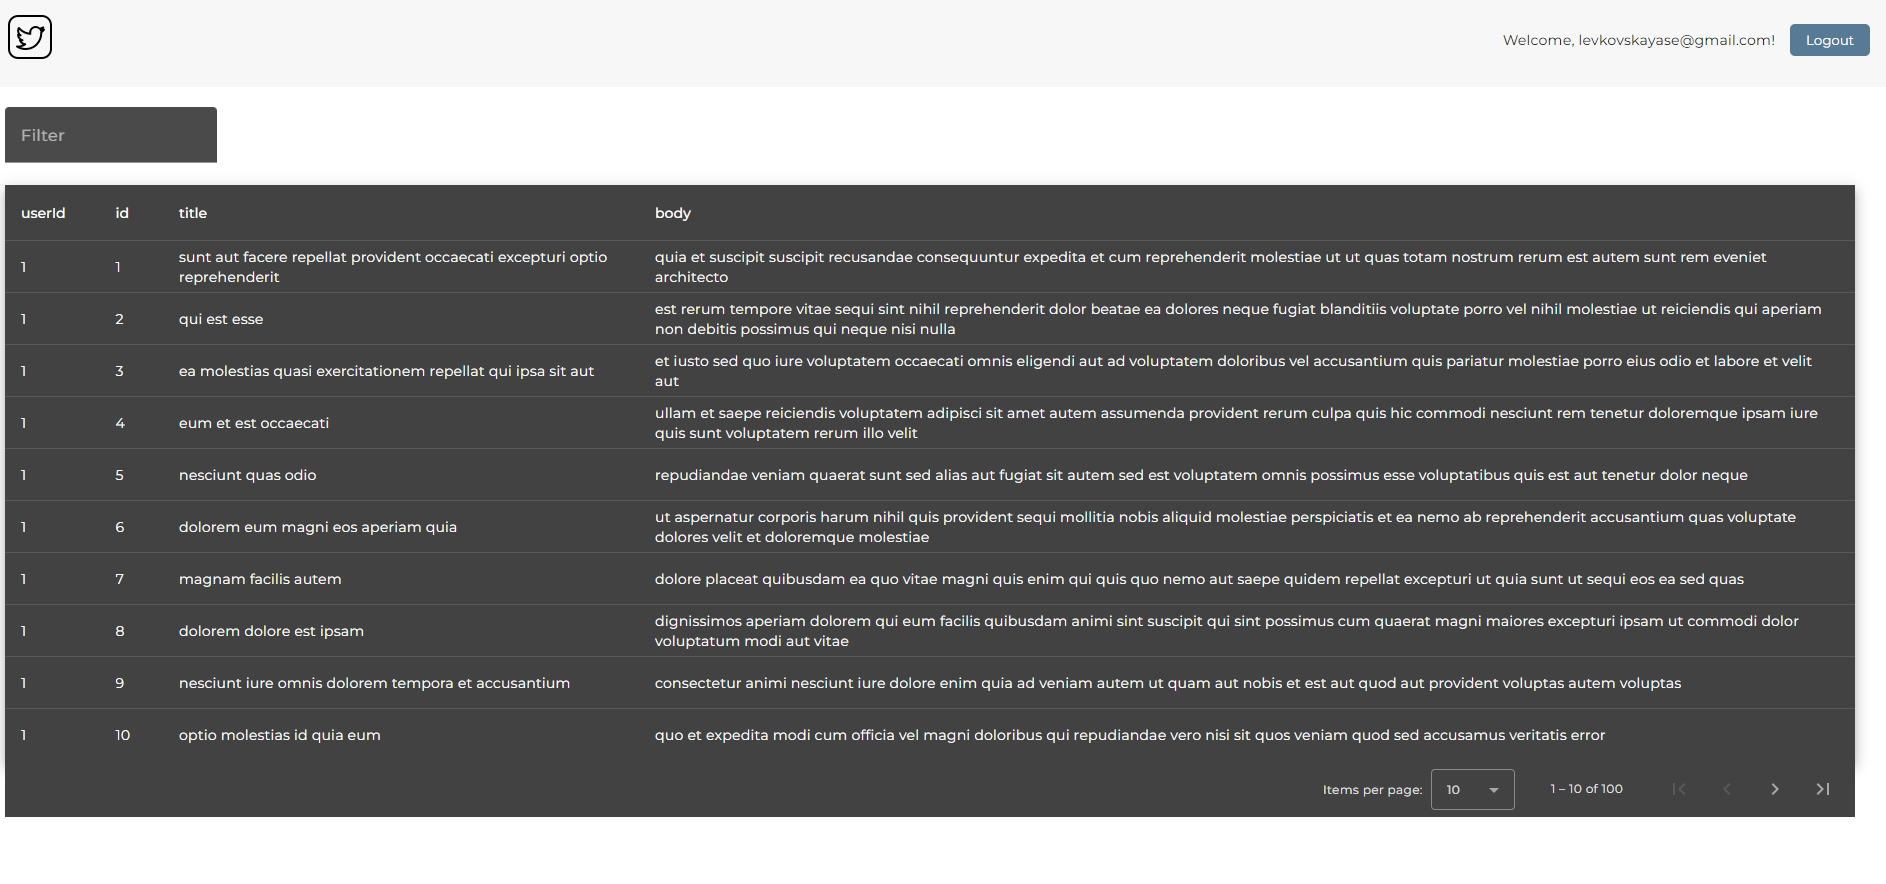 Welcome, levkovskayase@gmail.com! Logout
Filter
userId id title body
1 1 sunt aut facere repellat provident occaecati excepturi optio reprehenderit quia et suscipit suscipit recusandae consequuntur expedita et cum reprehenderit molestiae ut ut quas totam nostrum rerum est autem sunt rem eveniet architecto
1 2 qui est esse est rerum tempore vitae sequi sint nihil reprehenderit dolor beatae ea dolores neque fugiat blanditiis voluptate porro vel nihil molestiae ut reiciendis qui aperiam non debitis possimus qui neque nisi nulla
1 3 ea molestias quasi exercitationem repellat qui ipsa sit aut et iusto sed quo iure voluptatem occaecati omnis eligendi aut ad voluptatem doloribus vel accusantium quis pariatur molestiae porro eius odio et labore et velit aut
1 4 eum et est occaecati ullam et saepe reiciendis voluptatem adipisci sit amet autem assumenda provident rerum culpa quis hic commodi nesciunt rem tenetur doloremque ipsam iure quis sunt voluptatem rerum illo velit
1 5 nesciunt quas odio repudiandae veniam quaerat sunt sed alias aut fugiat sit autem sed est voluptatem omnis possimus esse voluptatibus quis est aut tenetur dolor neque
1 6 dolorem eum magni eos aperiam quia ut aspernatur corporis harum nihil quis provident sequi mollitia nobis aliquid molestiae perspiciatis et ea nemo ab reprehenderit accusantium quas voluptate dolores velit et doloremque molestiae
1 7 magnam facilis autem dolore placeat quibusdam ea quo vitae magni quis enim qui quis quo nemo aut saepe quidem repellat excepturi ut quia sunt ut sequi eos ea sed quas
1 8 dolorem dolore est ipsam dignissimos aperiam dolorem qui eum facilis quibusdam animi sint suscipit qui sint possimus cum quaerat magni maiores excepturi ipsam ut commodi dolor voluptatum modi aut vitae
1 9 nesciunt iure omnis dolorem tempora et accusantium consectetur animi nesciunt iure dolore enim quia ad veniam autem ut quam aut nobis et est aut quod aut provident voluptas autem voluptas
1 10 optio molestias id quia eum quo et expedita modi cum officia vel magni doloribus qui repudiandae vero nisi sit quos veniam quod sed accusamus veritatis error
Items per page: 10 1 – 10 of 100